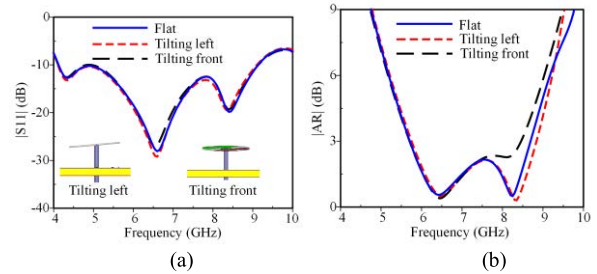 0
-10
-20
-30
-40
|S11| (dB)
Flat
Tilting left
Tilting front
Tilting left
Tilting front
4 5 6 7 8 9 10
Frequency (GHz)
(a)
9
6
3
0
|AR| (dB)
Flat
Tilting left
Tilting front
4 5 6 7 8 9 10
Frequency (GHz)
(b)